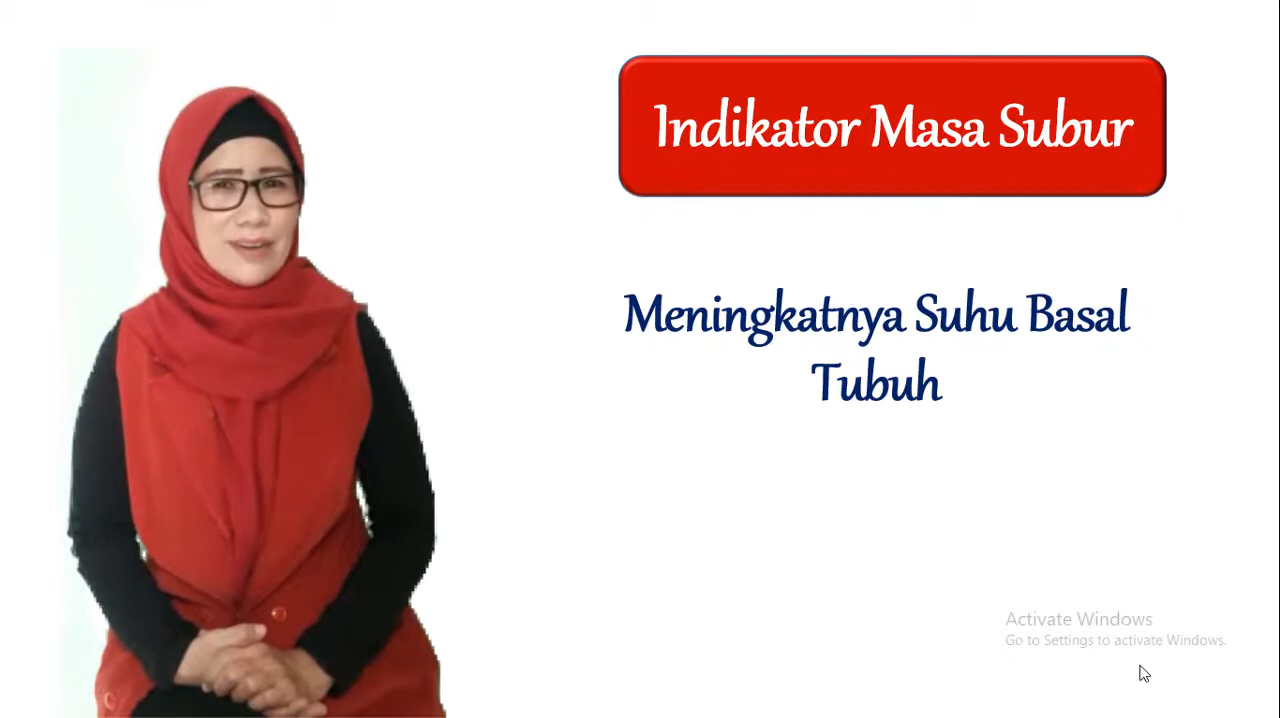 Indikator Masa Subur
Meningkatnya Suhu Basal
Tubuh
Activate Windows
Go to Settings to activate Windows.